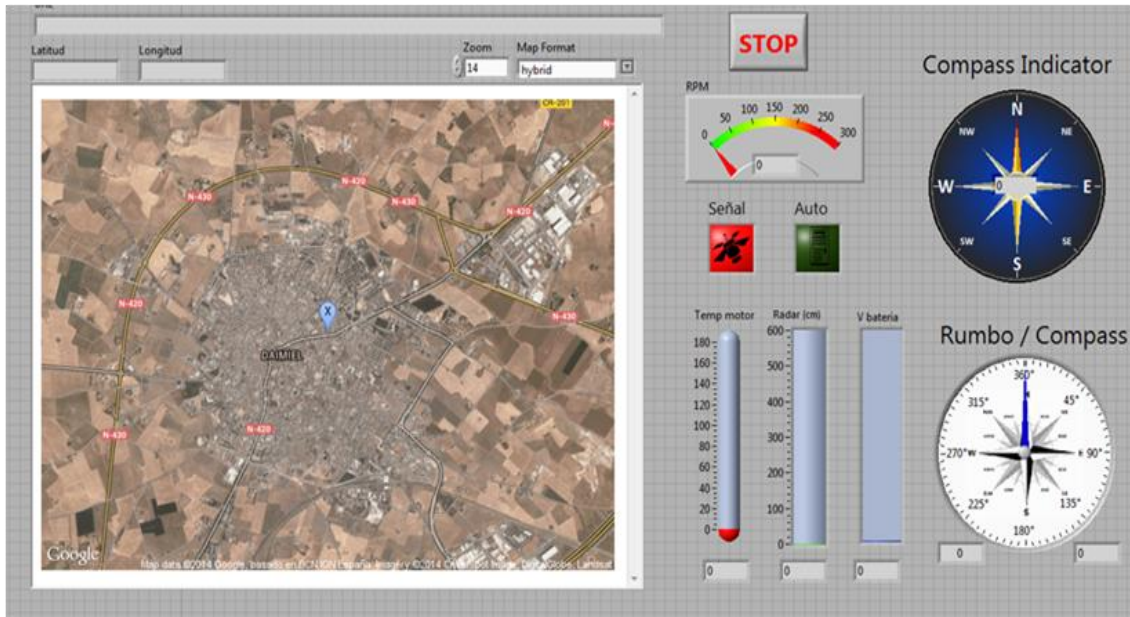 Latitud
Longitud
Zoom
14
Map Format
hybrid
CR-201
N-430
N-430
N-430
N-420
N-420
N-430
N-430
N-420
X
DAIMIEL
Google
STOP
RPM
0 50 100 150 200 250 300
0
Señal
Auto
Temp motor
180
160
140
120
100
80
60
40
20
0
0
Radar (cm)
600
500
400
300
200
100
0
0
V bateria
0
Compass Indicator
N
NW
NE
W
0
E
SW
SE
S
Rumbo / Compass
360°
315°
45°
270°
90°
225°
135°
180°
0
0